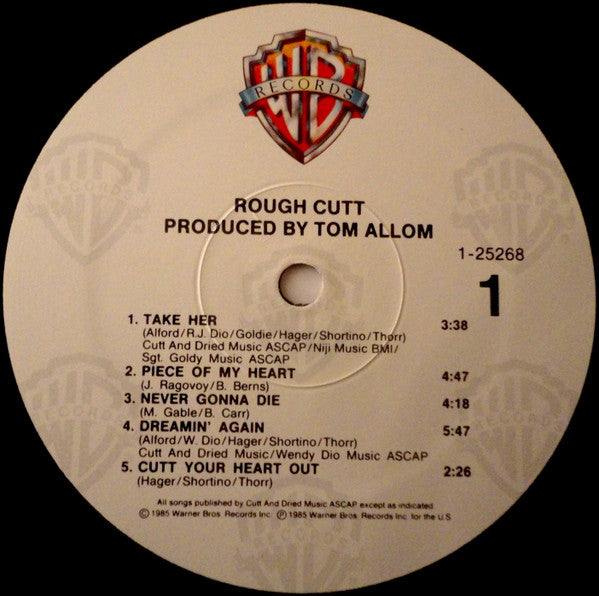 WB
RECORDS
ROUGH CUTT
PRODUCED BY TOM ALLOM
1-25268
1
1. TAKE HER 3:38
(Alford/R.J. Dio/Goldie/Hager/Shortino/Thorr)
Cutt And Dried Music ASCAP/Niji Music BMI/
Sgt. Goldy Music ASCAP
2. PIECE OF MY HEART 4:47
(J. Ragovoy/B. Berns)
3. NEVER GONNA DIE 4:18
(M. Gable/B. Carr)
4. DREAMIN' AGAIN 5:47
(Alford/W. Dio/Hager/Shortino/Thorr)
Cutt And Dried Music/Wendy Dio Music ASCAP
5. CUTT YOUR HEART OUT 2:26
(Hager/Shortino/Thorr)
All songs published by Cutt And Dried Music ASCAP except as indicated.
© 1985 Warner Bros. Records Inc. ℗ 1985 Warner Bros. Records Inc. for the U.S.